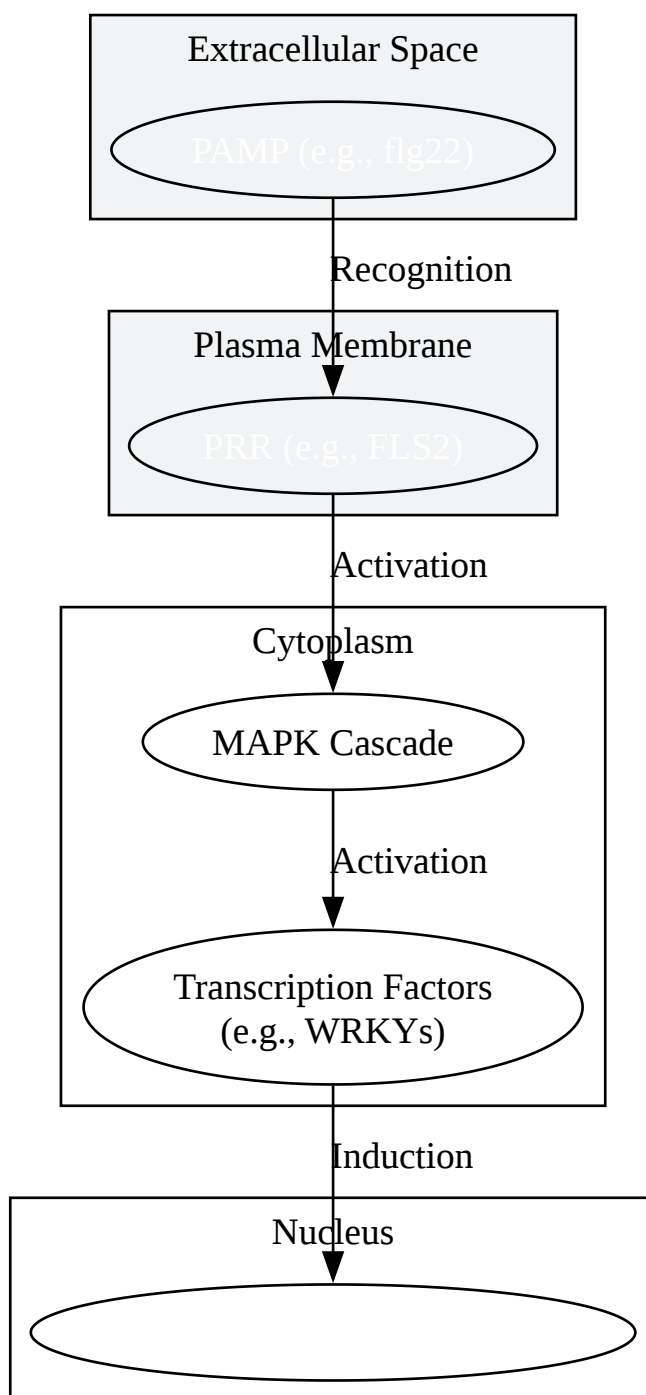 Extracellular Space
PAMP (e.g., flg22)
Recognition
Plasma Membrane
PRR (e.g., FLS2)
Activation
Cytoplasm
MAPK Cascade
Activation
Transcription Factors
(e.g., WRKYs)
Induction
Nucleus